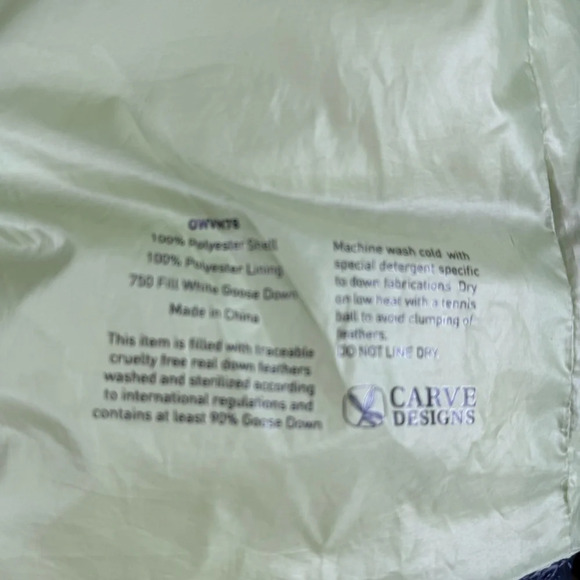 100% Polyester Shell
100% Polyester Lining
750 Fill White Goose Down
Made in China
This item is filled with traceable
cruelty free real down feathers
washed and sterilized according
to international regulations and
contains at least 90% Goose Down
Machine wash cold with
special detergent specific
to down fabrications. Dry
on low heat with a tennis
ball to avoid clumping of
feathers.
DO NOT LINE DRY
CARVE
DESIGNS